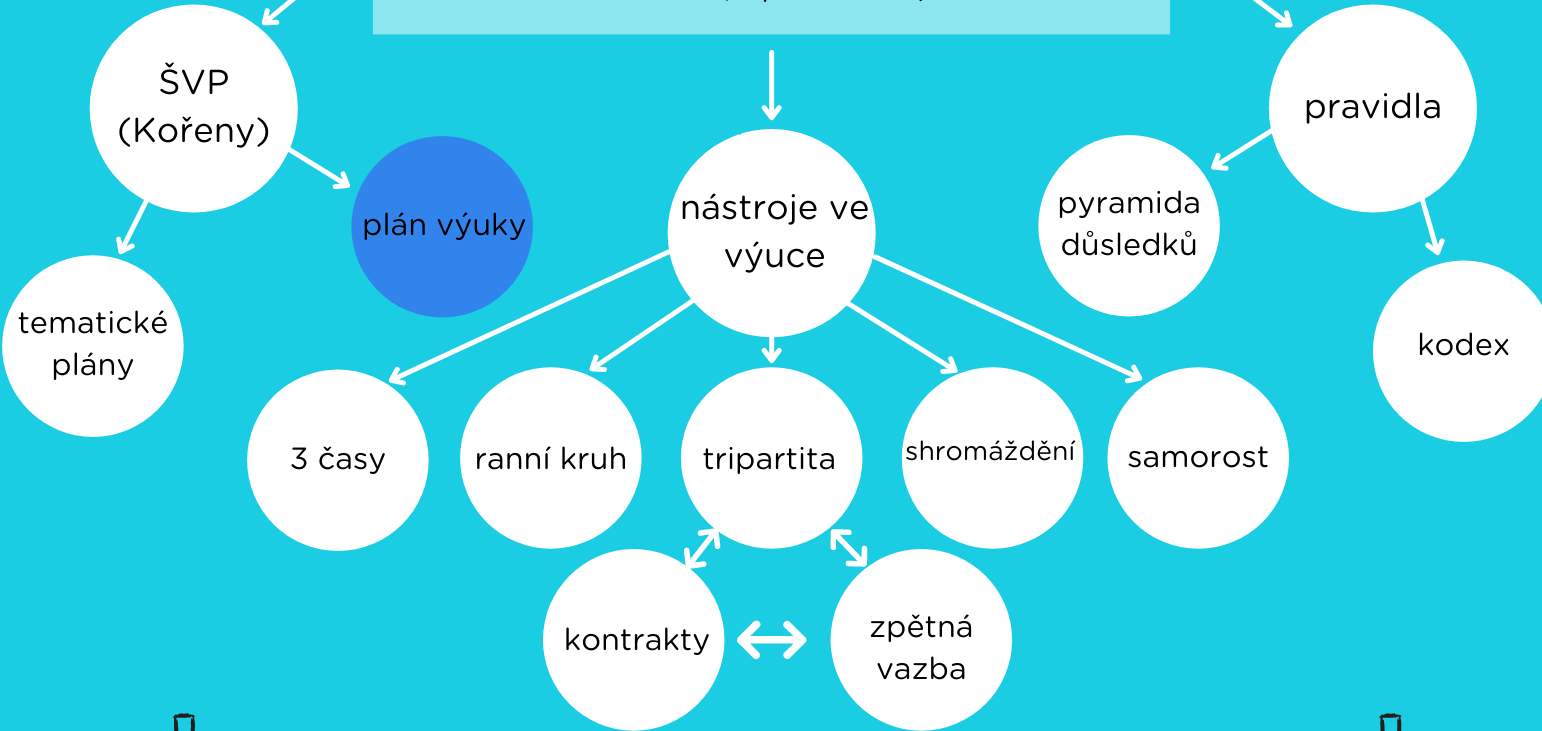 ŠVP
(Kořeny)
plán výuky
tematické
plány
nástroje ve
výuce
pravidla
pyramida
důsledků
kodex
3 časy
ranní kruh
tripartita
shromáždění
samorost
kontrakty
zpětná
vazba